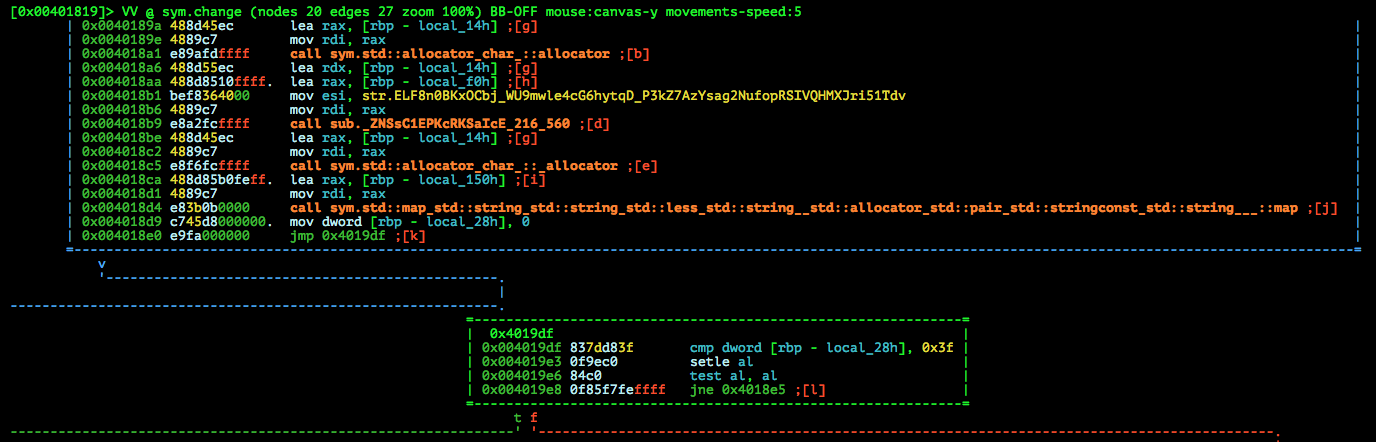 [0x00401819]> VV @ sym.change (nodes 20 edges 27 zoom 100%) BB-OFF mouse:canvas-y movements-speed:5
| 0x0040189a 488d45ec lea rax, [rbp - local_14h] ;[g] |
| 0x0040189e 4889c7 mov rdi, rax |
| 0x004018a1 e89afdffff call sym.std::allocator_char_::allocator ;[b] |
| 0x004018a6 488d55ec lea rdx, [rbp - local_14h] ;[g] |
| 0x004018aa 488d8510ffff. lea rax, [rbp - local_f0h] ;[h] |
| 0x004018b1 bef8364000 mov esi, str.ELF8n0BKxOCbj_WU9mwle4cG6hytqD_P3kZ7AzYsag2NufopRSIVQHMXJri51Tdv |
| 0x004018b6 4889c7 mov rdi, rax |
| 0x004018b9 e8a2fcffff call sub._ZNSsC1EPKcRKSaIcE_216_560 ;[d] |
| 0x004018be 488d45ec lea rax, [rbp - local_14h] ;[g] |
| 0x004018c2 4889c7 mov rdi, rax |
| 0x004018c5 e8f6fcffff call sym.std::allocator_char_::_allocator ;[e] |
| 0x004018ca 488d85b0feff. lea rax, [rbp - local_150h] ;[i] |
| 0x004018d1 4889c7 mov rdi, rax |
| 0x004018d4 e83b0b0000 call sym.std::map_std::string_std::string_std::less_std::string__std::allocator_std::pair_std::stringconst_std::string___::map ;[j] |
| 0x004018d9 c745d8000000. mov dword [rbp - local_28h], 0 |
| 0x004018e0 e9fa000000 jmp 0x4019df ;[k] |
v
| 0x4019df |
| 0x004019df 837dd83f cmp dword [rbp - local_28h], 0x3f |
| 0x004019e3 0f9ec0 setle al |
| 0x004019e6 84c0 test al, al |
| 0x004019e8 0f85f7feffff jne 0x4018e5 ;[l] |
t f